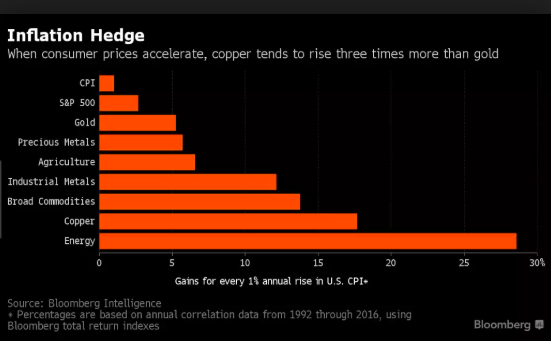 Inflation Hedge
When consumer prices accelerate, copper tends to rise three times more than gold
CPI
S&P 500
Gold
Precious Metals
Agriculture
Industrial Metals
Broad Commodities
Copper
Energy
0 5 10 15 20 25 30%
Gains for every 1% annual rise in U.S. CPI*
Source: Bloomberg Intelligence
* Percentages are based on annual correlation data from 1992 through 2016, using
Bloomberg total return indexes
Bloomberg